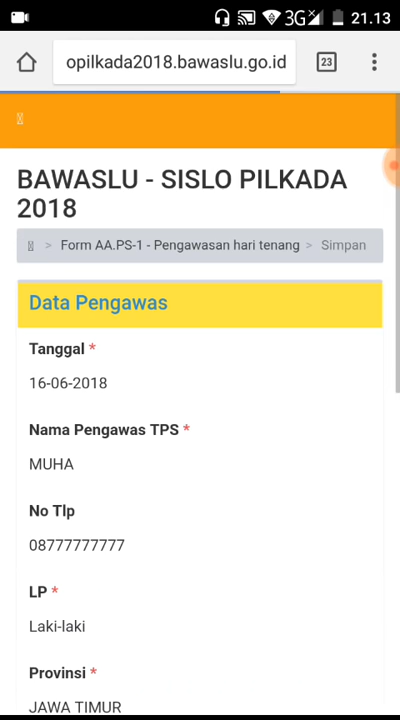 3G 21.13
opilkada2018.bawaslu.go.id 23
BAWASLU - SISLO PILKADA
2018
> Form AA.PS-1 - Pengawasan hari tenang > Simpan
Data Pengawas
Tanggal *
16-06-2018
Nama Pengawas TPS *
MUHA
No Tlp
08777777777
LP *
Laki-laki
Provinsi *
JAWA TIMUR